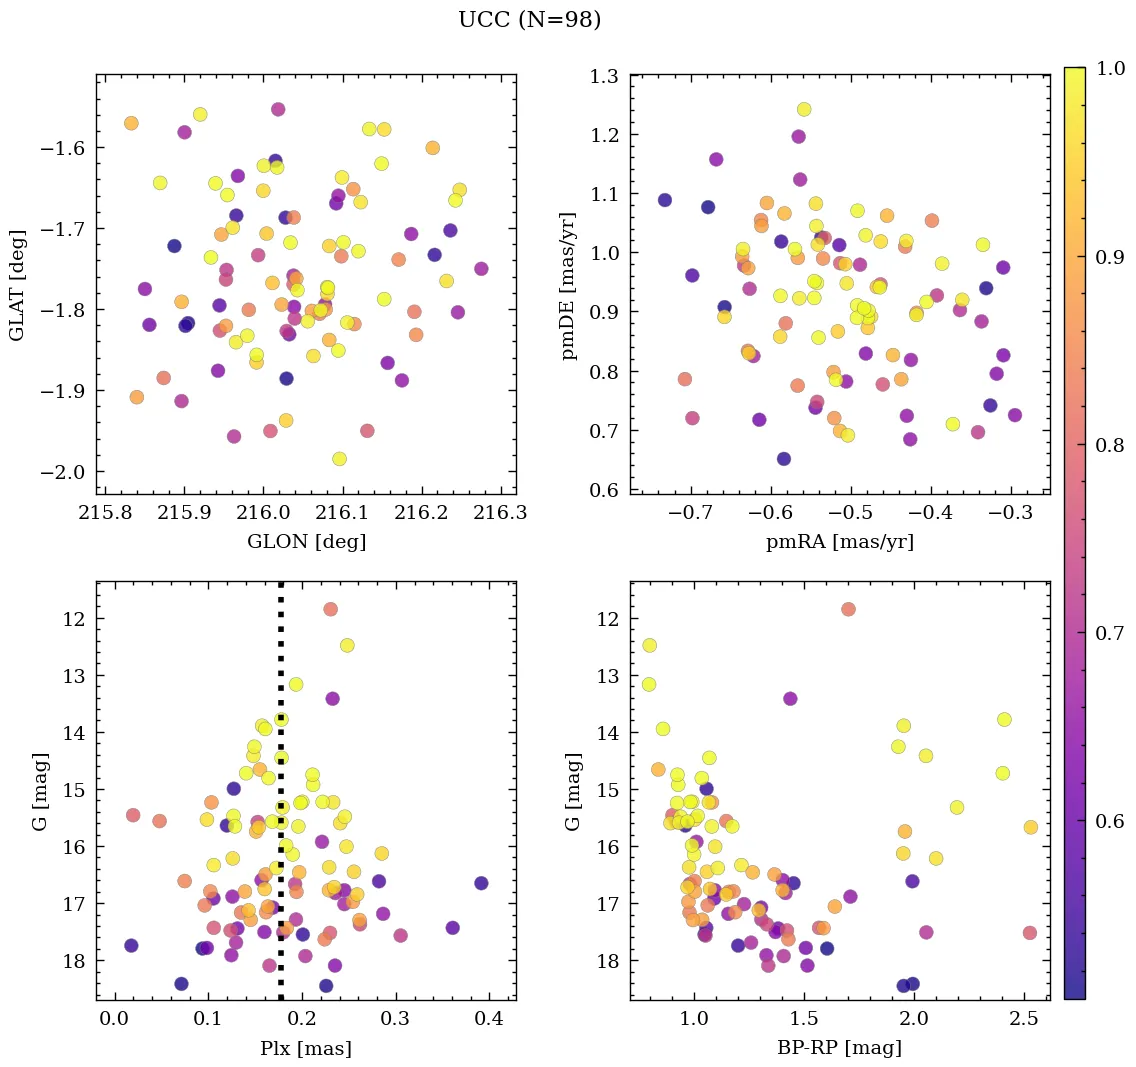 UCC (N=98)
−1.6
−1.7
−1.8
−1.9
−2.0
GLAT [deg]
215.8 215.9 216.0 216.1 216.2 216.3
GLON [deg]
1.3
1.2
1.1
1.0
0.9
0.8
0.7
0.6
pmDE [mas/yr]
−0.7 −0.6 −0.5 −0.4 −0.3
pmRA [mas/yr]
12
13
14
15
16
17
18
G [mag]
0.0 0.1 0.2 0.3 0.4
Plx [mas]
12
13
14
15
16
17
18
G [mag]
1.0 1.5 2.0 2.5
BP-RP [mag]
1.0
0.9
0.8
0.7
0.6